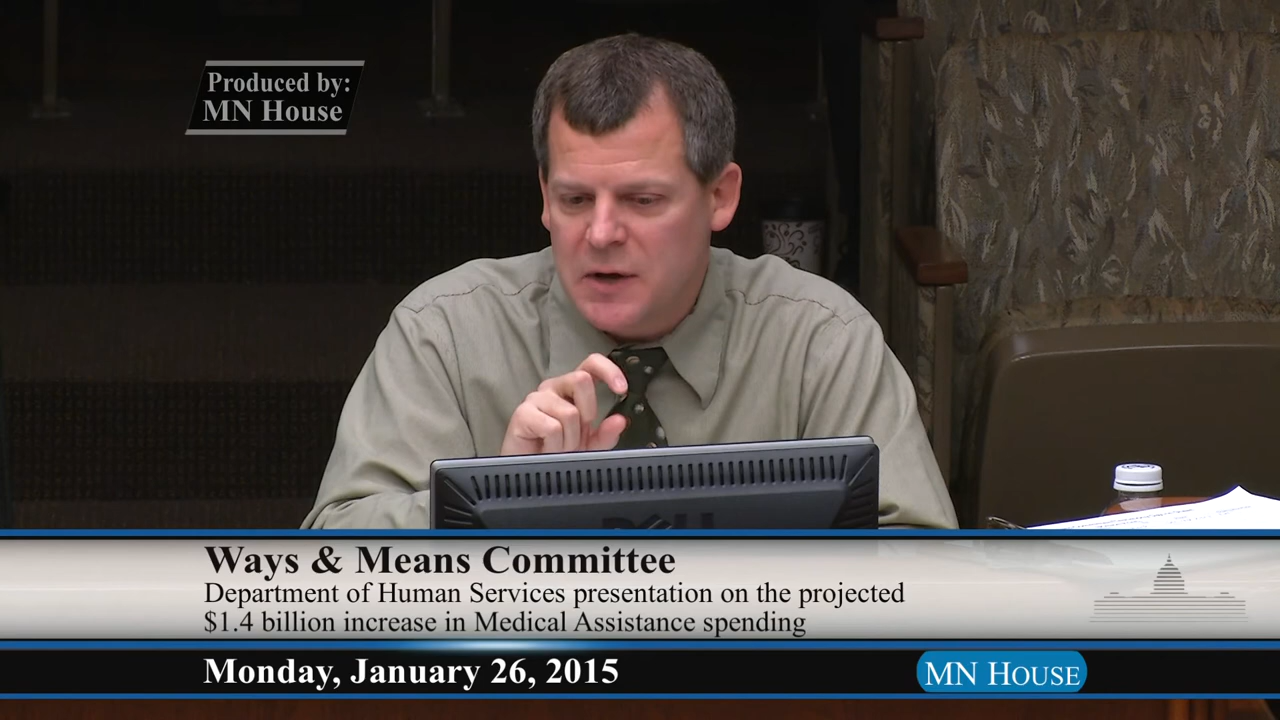 Produced by:
MN House
DELL
Ways & Means Committee
Department of Human Services presentation on the projected
$1.4 billion increase in Medical Assistance spending
Monday, January 26, 2015
MN HOUSE